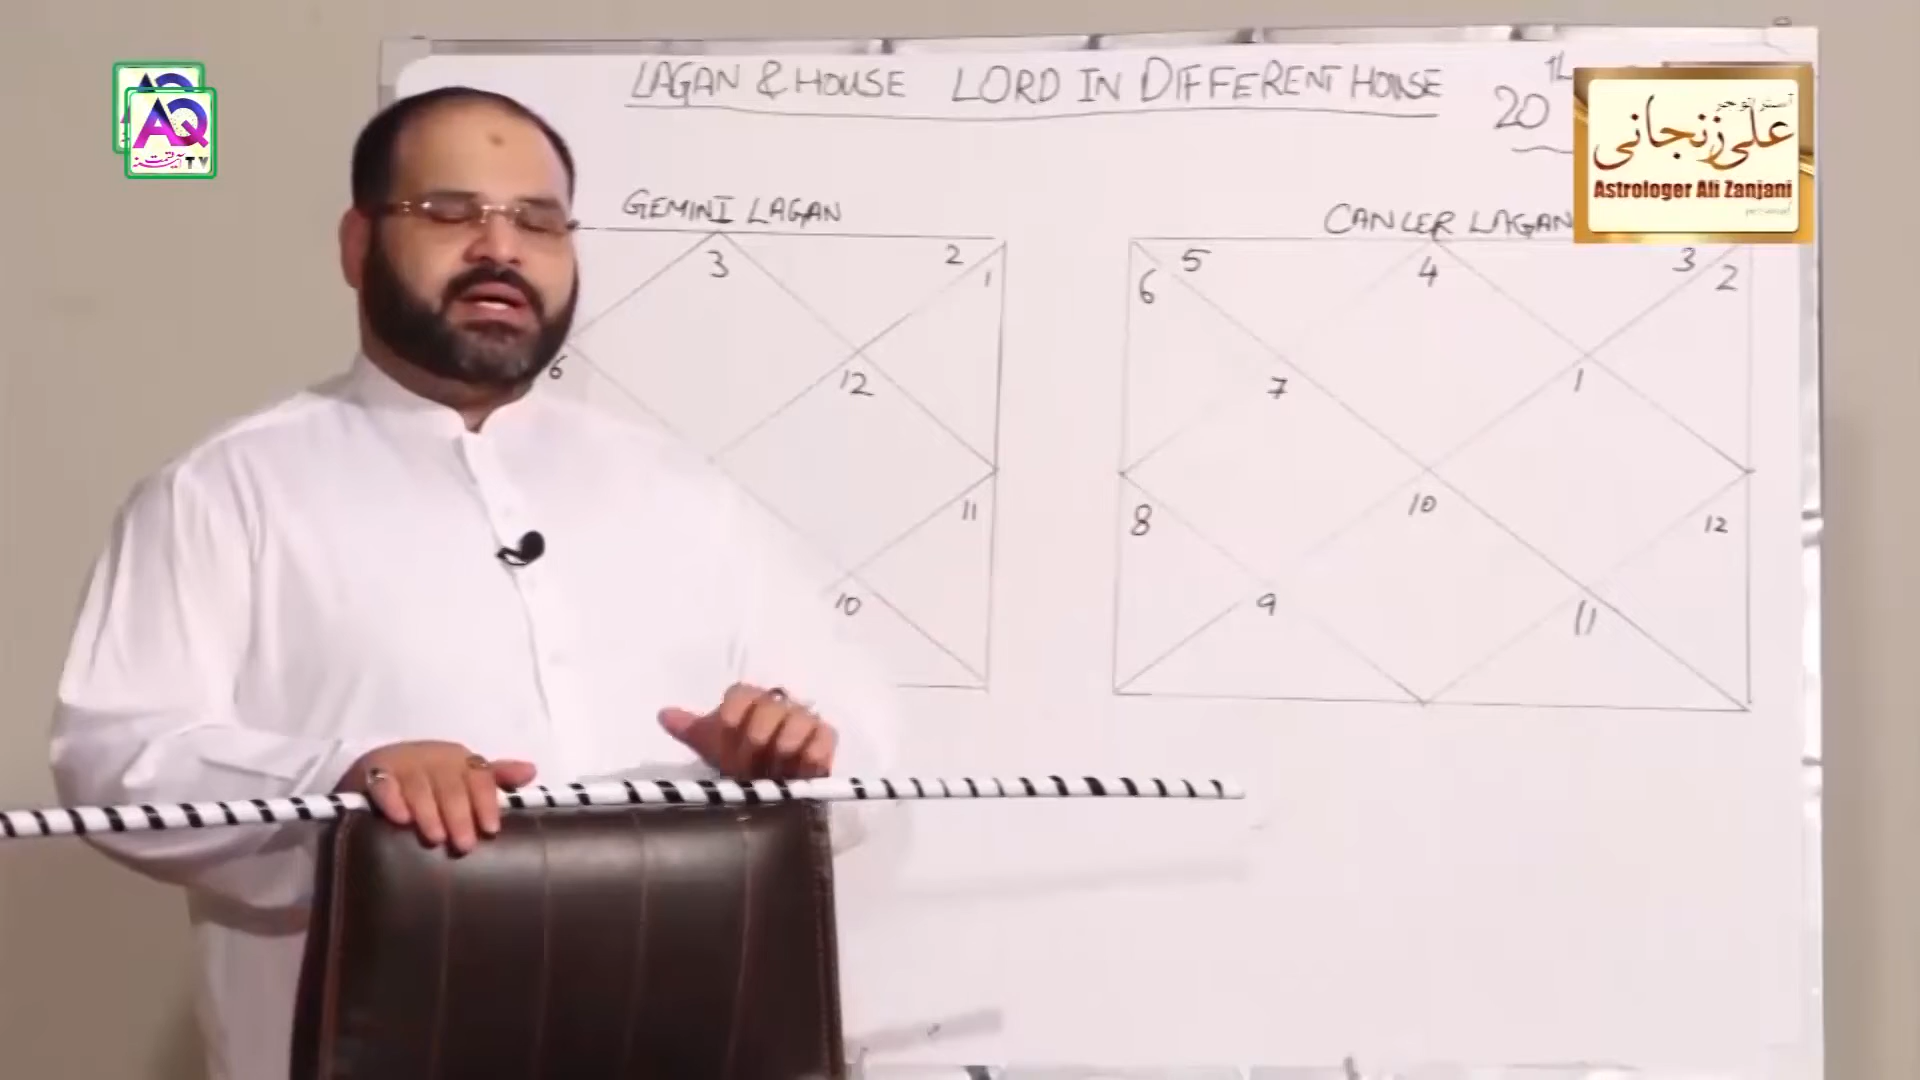 LAGAN & HOUSE LORD IN DIFFERENT HOUSE
20th
AQ
TV
علی زنجانی
Astrologer Ali Zanjani
GEMINI LAGAN
3
2
1
6
12
11
10
CANCER LAGAN
5
4
3
6
2
7
1
8
10
12
9
11